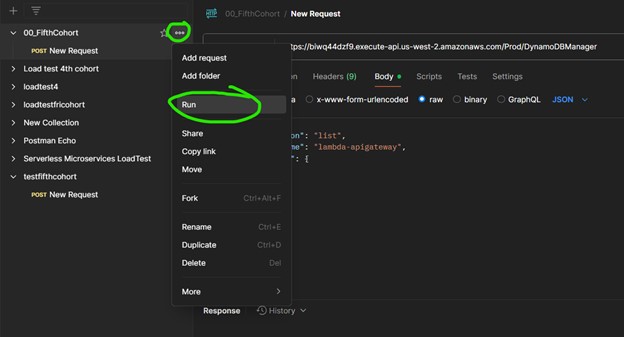 00_FifthCohort
POST New Request
Load test 4th cohort
loadtest4
loadtestfricohort
New Collection
Postman Echo
Serverless Microservices LoadTest
testfifthcohort
POST New Request
Add request
Add folder
Run
Share
Copy link
Move
Fork Ctrl+Alt+F
Rename Ctrl+E
Duplicate Ctrl+D
Delete Del
More
HTTP 00_FifthCohort / New Request
ttps://biwq44dzf9.execute-api.us-west-2.amazonaws.com/Prod/DynamoDBManager
on Headers (9) Body Scripts Tests Settings
a x-www-form-urlencoded raw binary GraphQL JSON
on": "list",
me": "lambda-apigateway",
": {
Response History